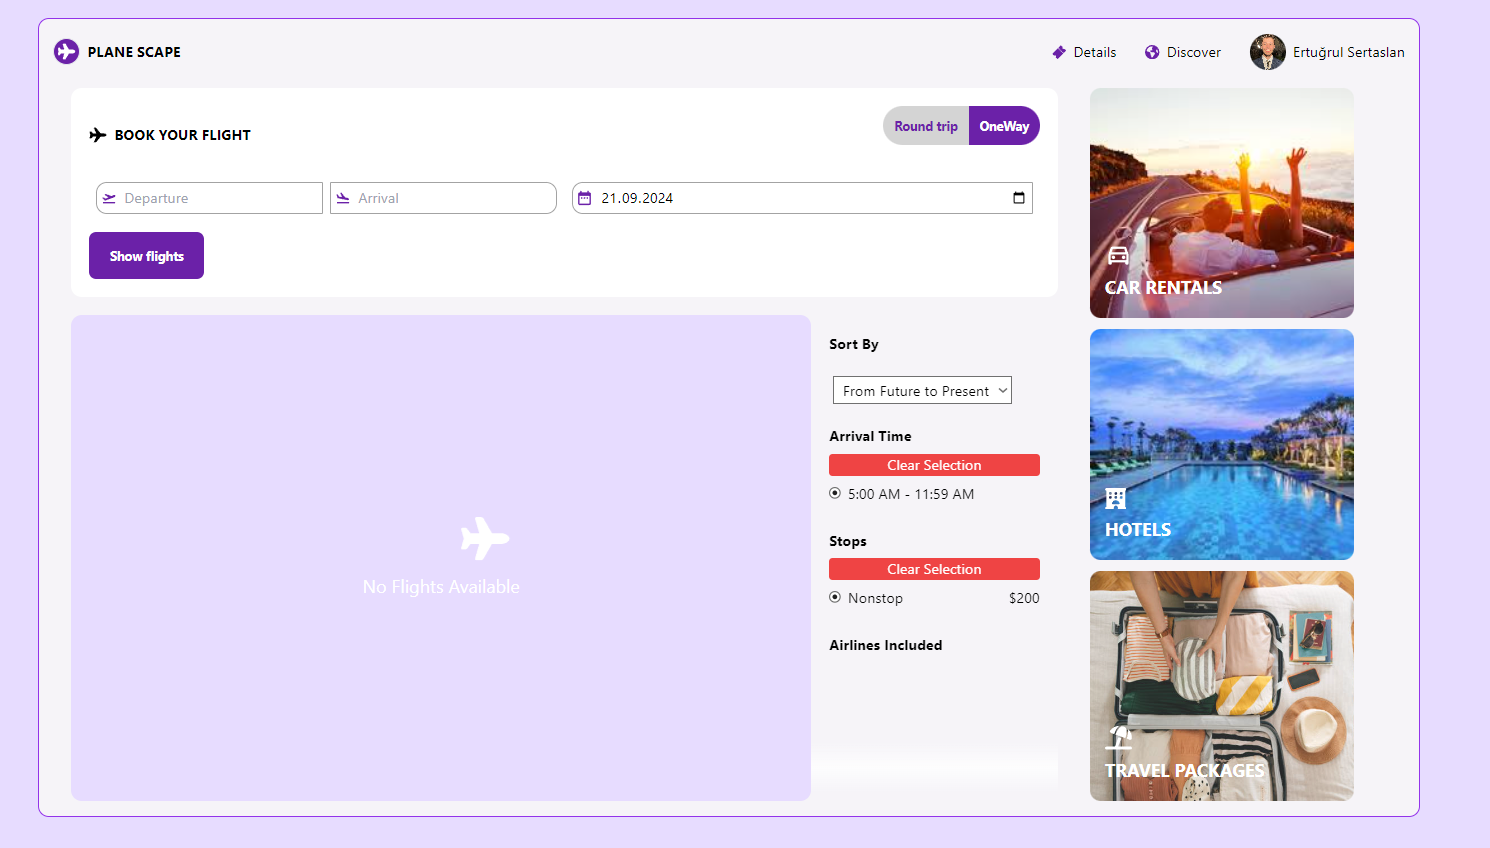 PLANE SCAPE
Details
Discover
Ertuğrul Sertaslan
BOOK YOUR FLIGHT
Round trip
OneWay
Departure
Arrival
21.09.2024
Show flights
No Flights Available
Sort By
From Future to Present
Arrival Time
Clear Selection
5:00 AM - 11:59 AM
Stops
Clear Selection
Nonstop $200
Airlines Included
CAR RENTALS
HOTELS
TRAVEL PACKAGES